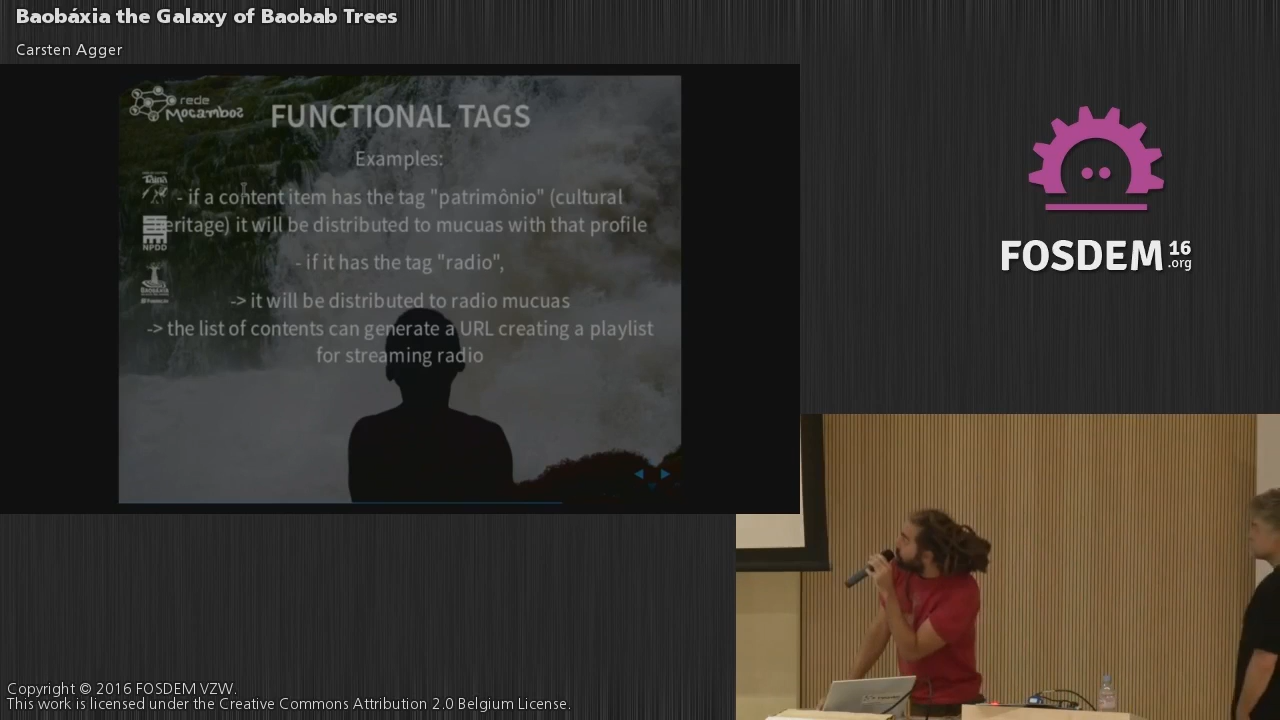 Baobáxia the Galaxy of Baobab Trees
Carsten Agger
rede
Mocambos
FUNCTIONAL TAGS
Examples:
- if a content item has the tag "patrimônio" (cultural
heritage) it will be distributed to mucuas with that profile
- if it has the tag "radio",
-> it will be distributed to radio mucuas
-> the list of contents can generate a URL creating a playlist
for streaming radio
NPDD
FOSDEM 16
.org
Copyright © 2016 FOSDEM VZW.
This work is licensed under the Creative Commons Attribution 2.0 Belgium License.